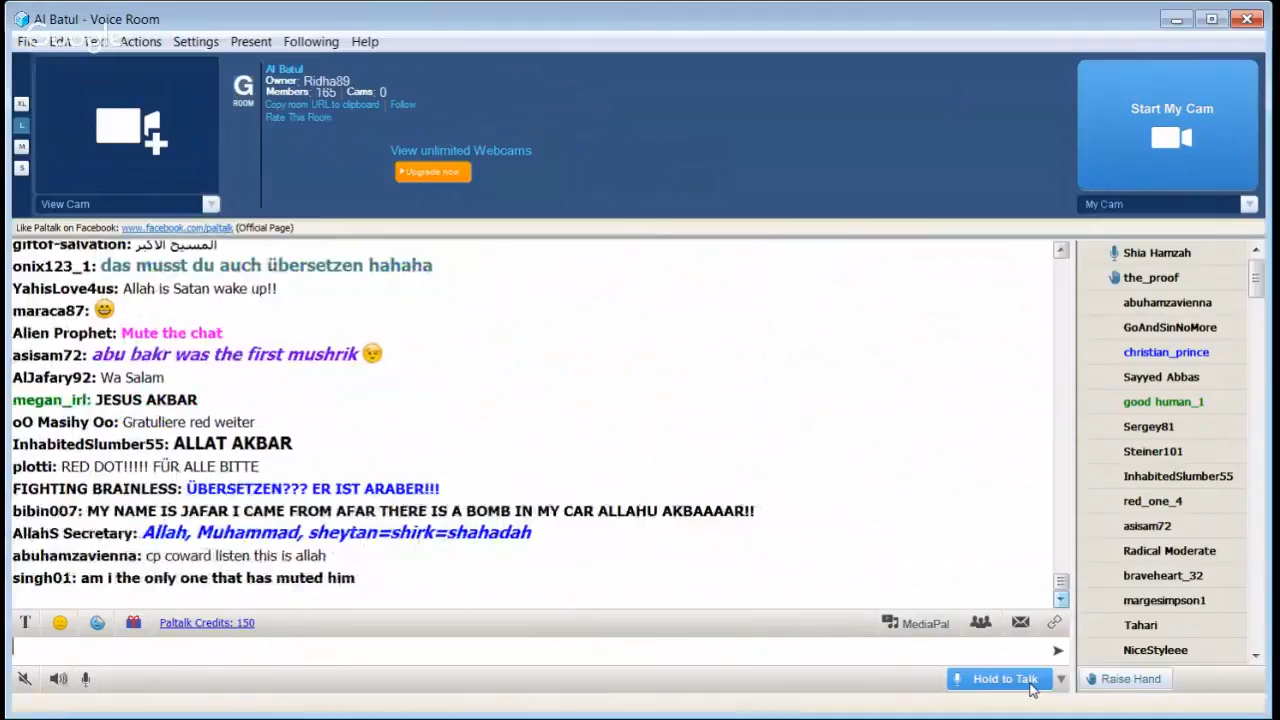 Al Batul - Voice Room
Google
File Edit Text Actions Settings Present Following Help
XL
L
M
S
View Cam
G
ROOM
Al Batul
Owner: Ridha89
Members: 165 Cams: 0
Copy room URL to clipboard | Follow
Rate This Room
View unlimited Webcams
Upgrade now
Start My Cam
My Cam
Like Paltalk on Facebook: www.facebook.com/paltalk (Official Page)
giftof-salvation: المسيح الاكبر
onix123_1: das musst du auch übersetzen hahaha
YahisLove4us: Allah is Satan wake up!!
maraca87:
Alien Prophet: Mute the chat
asisam72: abu bakr was the first mushrik
AlJafary92: Wa Salam
megan_irl: JESUS AKBAR
oO Masihy Oo: Gratuliere red weiter
InhabitedSlumber55: ALLAT AKBAR
plotti: RED DOT!!!!! FÜR ALLE BITTE
FIGHTING BRAINLESS: ÜBERSETZEN??? ER IST ARABER!!!
bibin007: MY NAME IS JAFAR I CAME FROM AFAR THERE IS A BOMB IN MY CAR ALLAHU AKBAAAAR!!
AllahS Secretary: Allah, Muhammad, sheytan=shirk=shahadah
abuhamzavienna: cp coward listen this is allah
singh01: am i the only one that has muted him
Shia Hamzah
the_proof
abuhamzavienna
GoAndSinNoMore
christian_prince
Sayyed Abbas
good human_1
Sergey81
Steiner101
InhabitedSlumber55
red_one_4
asisam72
Radical Moderate
braveheart_32
margesimpson1
Tahari
NiceStyleee
T
Paltalk Credits: 150
MediaPal
Hold to Talk
Raise Hand